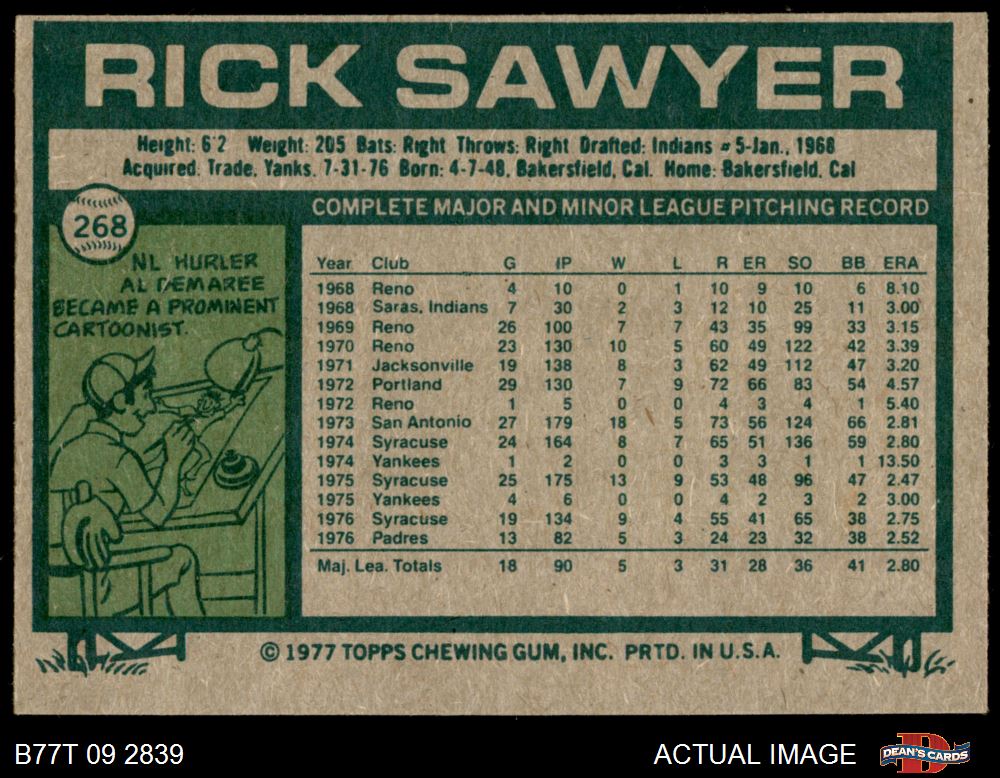 RICK SAWYER
Height: 6'2 Weight: 205 Bats: Right Throws: Right Drafted: Indians #5-Jan., 1968
Acquired: Trade, Yanks, 7-31-76 Born: 4-7-48, Bakersfield, Cal. Home: Bakersfield, Cal
268
NL HURLER
AL DEMAREE
BECAME A PROMINENT
CARTOONIST.
COMPLETE MAJOR AND MINOR LEAGUE PITCHING RECORD
Year Club G IP W L R ER SO BB ERA
1968 Reno 4 10 0 1 10 9 10 6 8.10
1968 Saras, Indians 7 30 2 3 12 10 25 11 3.00
1969 Reno 26 100 7 7 43 35 99 33 3.15
1970 Reno 23 130 10 5 60 49 122 42 3.39
1971 Jacksonville 19 138 8 3 62 49 112 47 3.20
1972 Portland 29 130 7 9 72 66 83 54 4.57
1972 Reno 1 5 0 0 4 3 4 1 5.40
1973 San Antonio 27 179 18 5 73 56 124 66 2.81
1974 Syracuse 24 164 8 7 65 51 136 59 2.80
1974 Yankees 1 2 0 0 3 3 1 1 13.50
1975 Syracuse 25 175 13 9 53 48 96 47 2.47
1975 Yankees 4 6 0 0 4 2 3 2 3.00
1976 Syracuse 19 134 9 4 55 41 65 38 2.75
1976 Padres 13 82 5 3 24 23 32 38 2.52
Maj. Lea. Totals 18 90 5 3 31 28 36 41 2.80
© 1977 TOPPS CHEWING GUM, INC. PRTD. IN U.S.A.
B77T 09 2839
ACTUAL IMAGE
DEAN'S CARDS